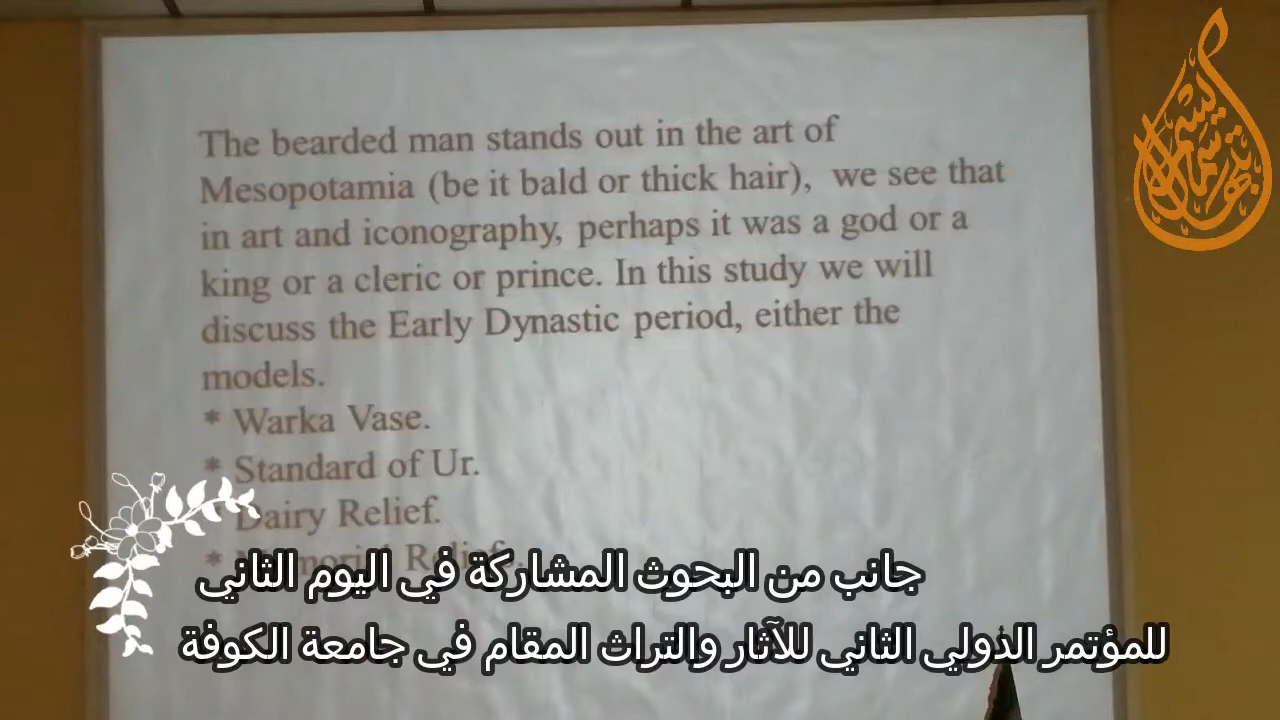 The bearded man stands out in the art of
Mesopotamia (be it bald or thick hair), we see that
in art and iconography, perhaps it was a god or a
king or a cleric or prince. In this study we will
discuss the Early Dynastic period, either the
models.
* Warka Vase.
* Standard of Ur.
Dairy Relief.
*
جانب من البحوث المشاركة في اليوم الثاني
للمؤتمر الدولي الثاني للآثار والتراث المقام في جامعة الكوفة